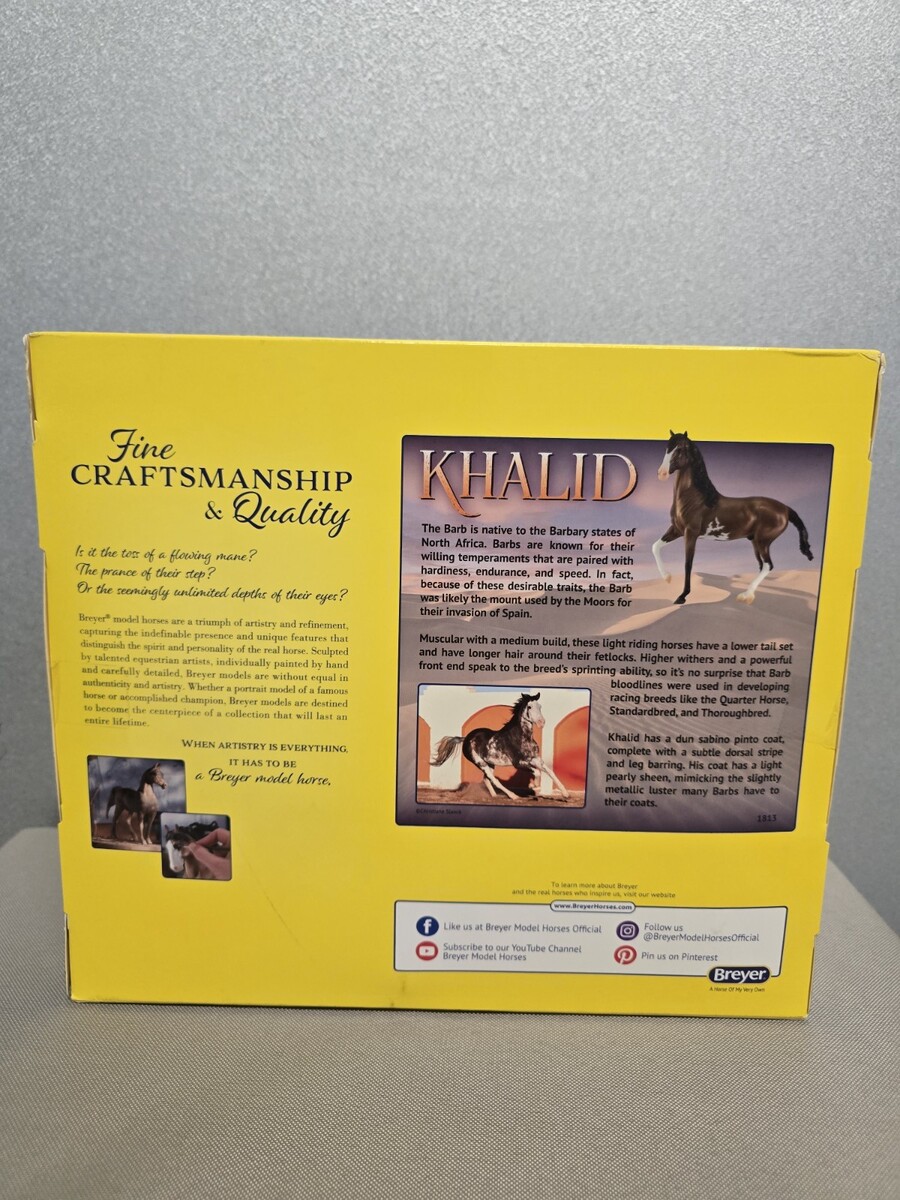 Fine
CRAFTSMANSHIP
& Quality
Is it the toss of a flowing mane?
The prance of their step?
Or the seemingly unlimited depths of their eyes?
Breyer® model horses are a triumph of artistry and refinement,
capturing the indefinable presence and unique features that
distinguish the spirit and personality of the real horse. Sculpted
by talented equestrian artists, individually painted by hand
and carefully detailed, Breyer models are without equal in
authenticity and artistry. Whether a portrait model of a famous
horse or accomplished champion, Breyer models are destined
to become the centerpiece of a collection that will last an
entire lifetime.
WHEN ARTISTRY IS EVERYTHING,
IT HAS TO BE
a Breyer model horse.
KHALID
The Barb is native to the Barbary states of
North Africa. Barbs are known for their
willing temperaments that are paired with
hardiness, endurance, and speed. In fact,
because of these desirable traits, the Barb
was likely the mount used by the Moors for
their invasion of Spain.
Muscular with a medium build, these light riding horses have a lower tail set
and have longer hair around their fetlocks. Higher withers and a powerful
front end speak to the breed's sprinting ability, so it's no surprise that Barb
bloodlines were used in developing
racing breeds like the Quarter Horse,
Standardbred, and Thoroughbred.
Khalid has a dun sabino pinto coat,
complete with a subtle dorsal stripe
and leg barring. His coat has a light
pearly sheen, mimicking the slightly
metallic luster many Barbs have to
their coats.
1813
To learn more about Breyer
and the real horses who inspire us, visit our website
www.BreyerHorses.com
Like us at Breyer Model Horses Official
Subscribe to our YouTube Channel
Breyer Model Horses
Follow us
@BreyerModelHorsesOfficial
Pin us on Pinterest
Breyer
A Horse Of My Very Own